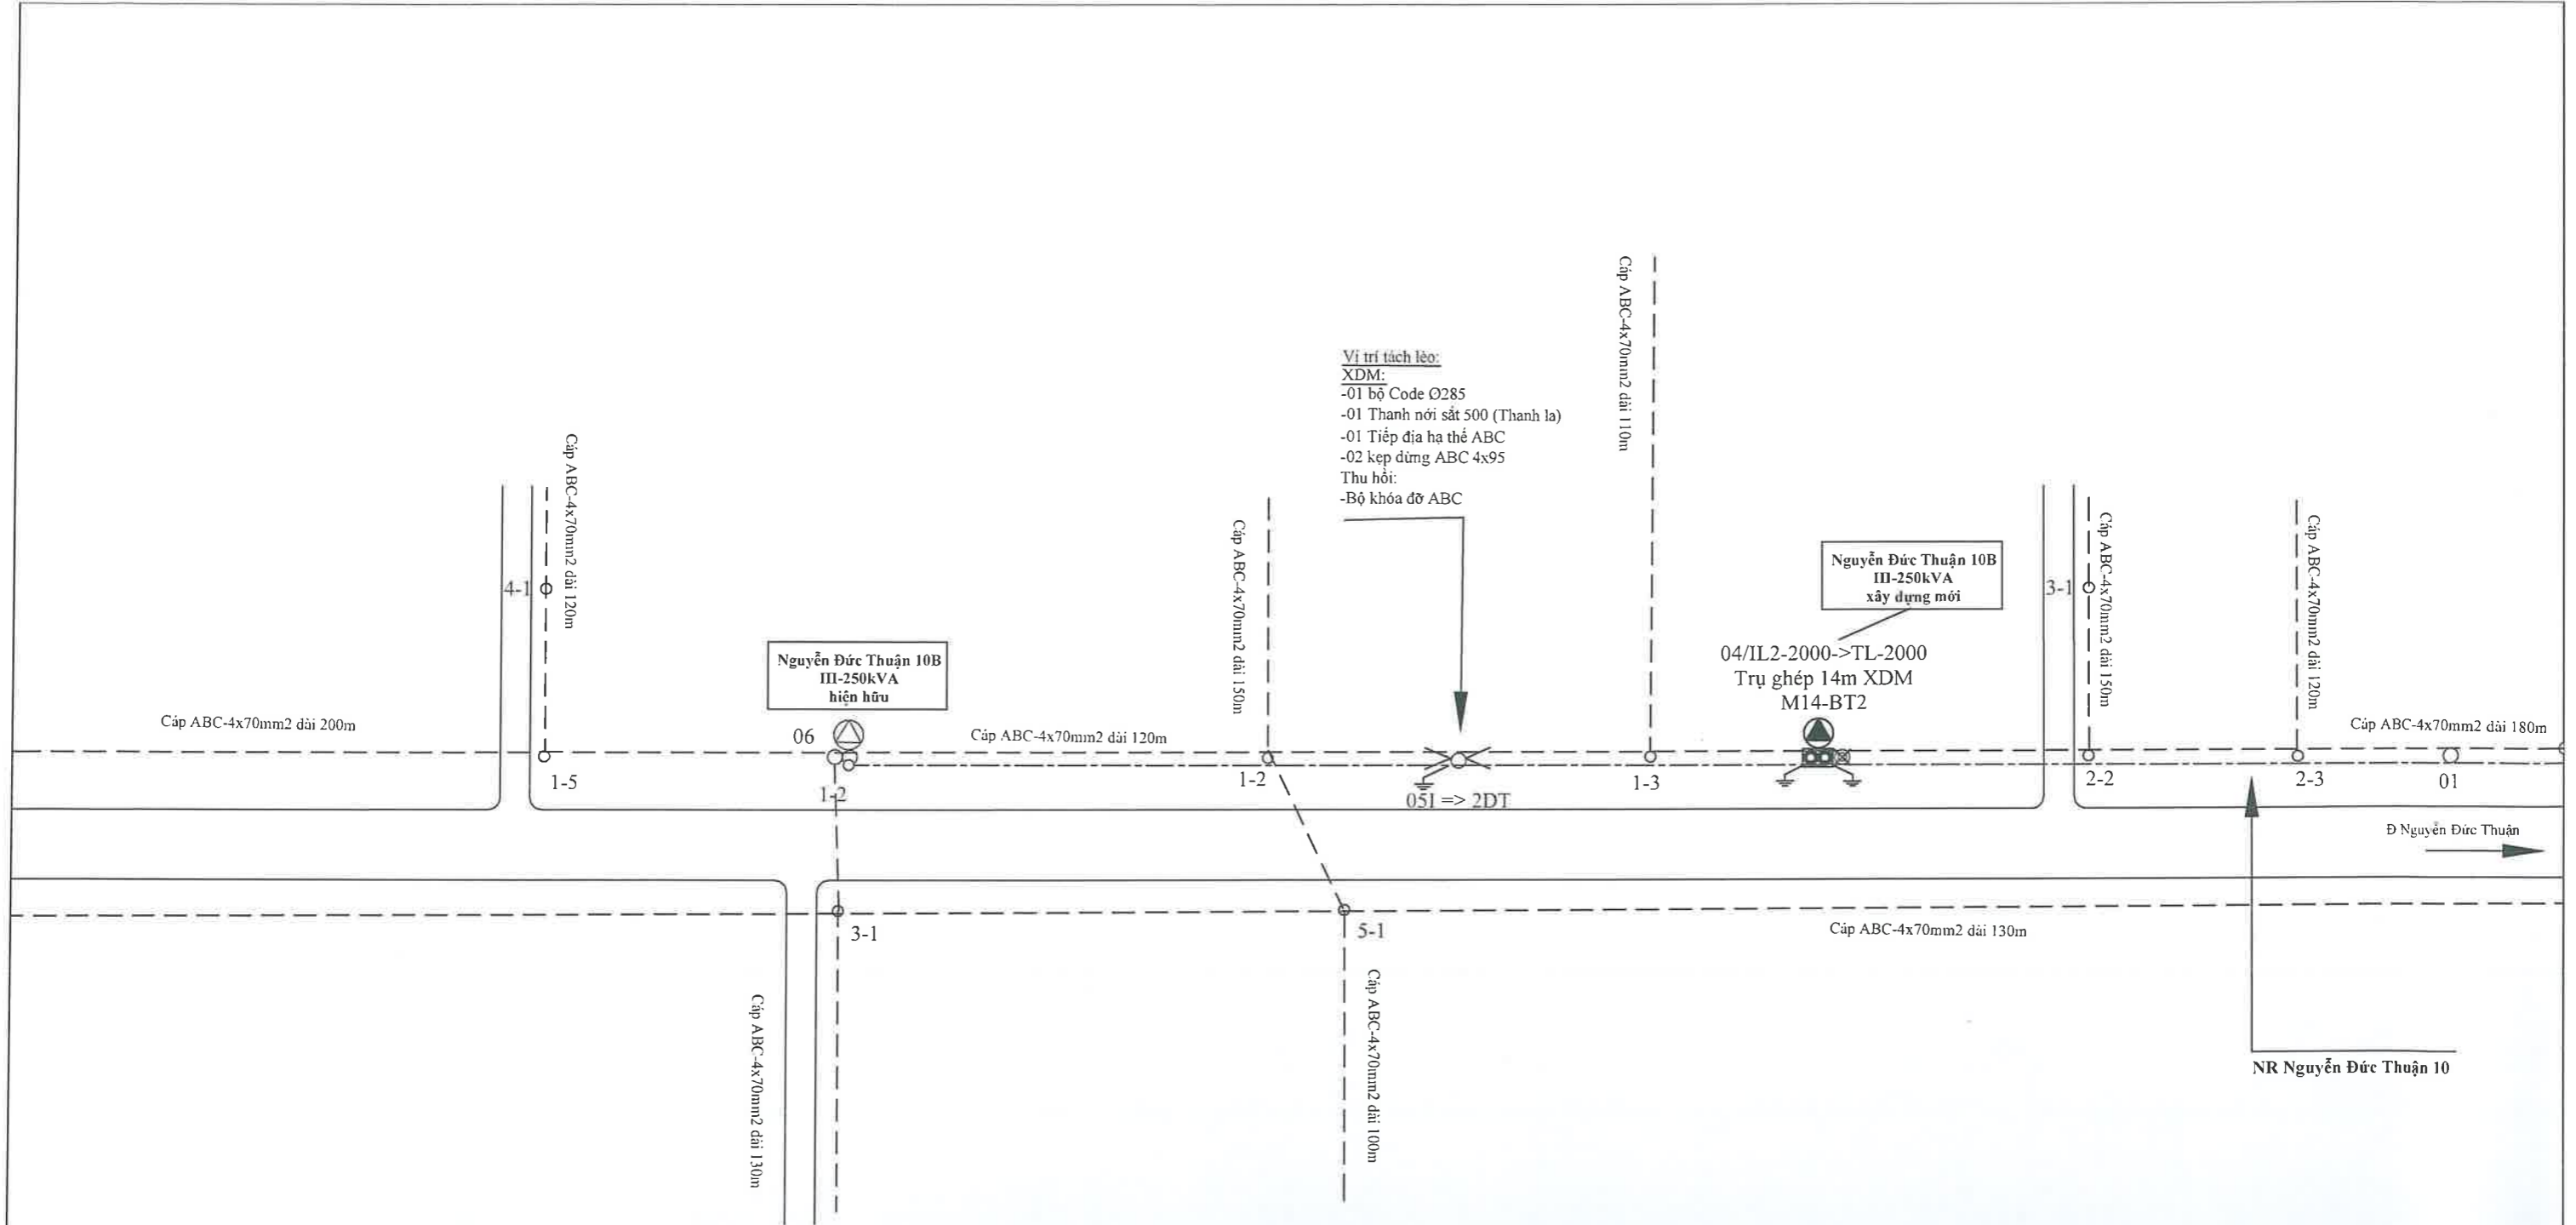 Cáp ABC-4x70mm2 dài 110m
Vị trí tách lèo:
XDM:
-01 bộ Code Ø285
-01 Thanh nới sắt 500 (Thanh la)
-01 Tiếp địa hạ thế ABC
-02 kẹp dừng ABC 4x95
Thu hồi:
-Bộ khóa đỡ ABC
Cáp ABC-4x70mm2 dài 120m
4-1
Cáp ABC-4x70mm2 dài 150m
Nguyễn Đức Thuận 10B
III-250kVA
xây dựng mới
3-1
Cáp ABC-4x70mm2 dài 150m
Cáp ABC-4x70mm2 dài 120m
Nguyễn Đức Thuận 10B
III-250kVA
hiện hữu
04/IL2-2000->TL-2000
Trụ ghép 14m XDM
M14-BT2
Cáp ABC-4x70mm2 dài 200m
06
Cáp ABC-4x70mm2 dài 120m
Cáp ABC-4x70mm2 dài 180m
1-5
1-2
1-2
05I => 2DT
1-3
2-2
2-3
01
Đ Nguyễn Đức Thuận
3-1
5-1
Cáp ABC-4x70mm2 dài 130m
Cáp ABC-4x70mm2 dài 130m
Cáp ABC-4x70mm2 dài 100m
NR Nguyễn Đức Thuận 10